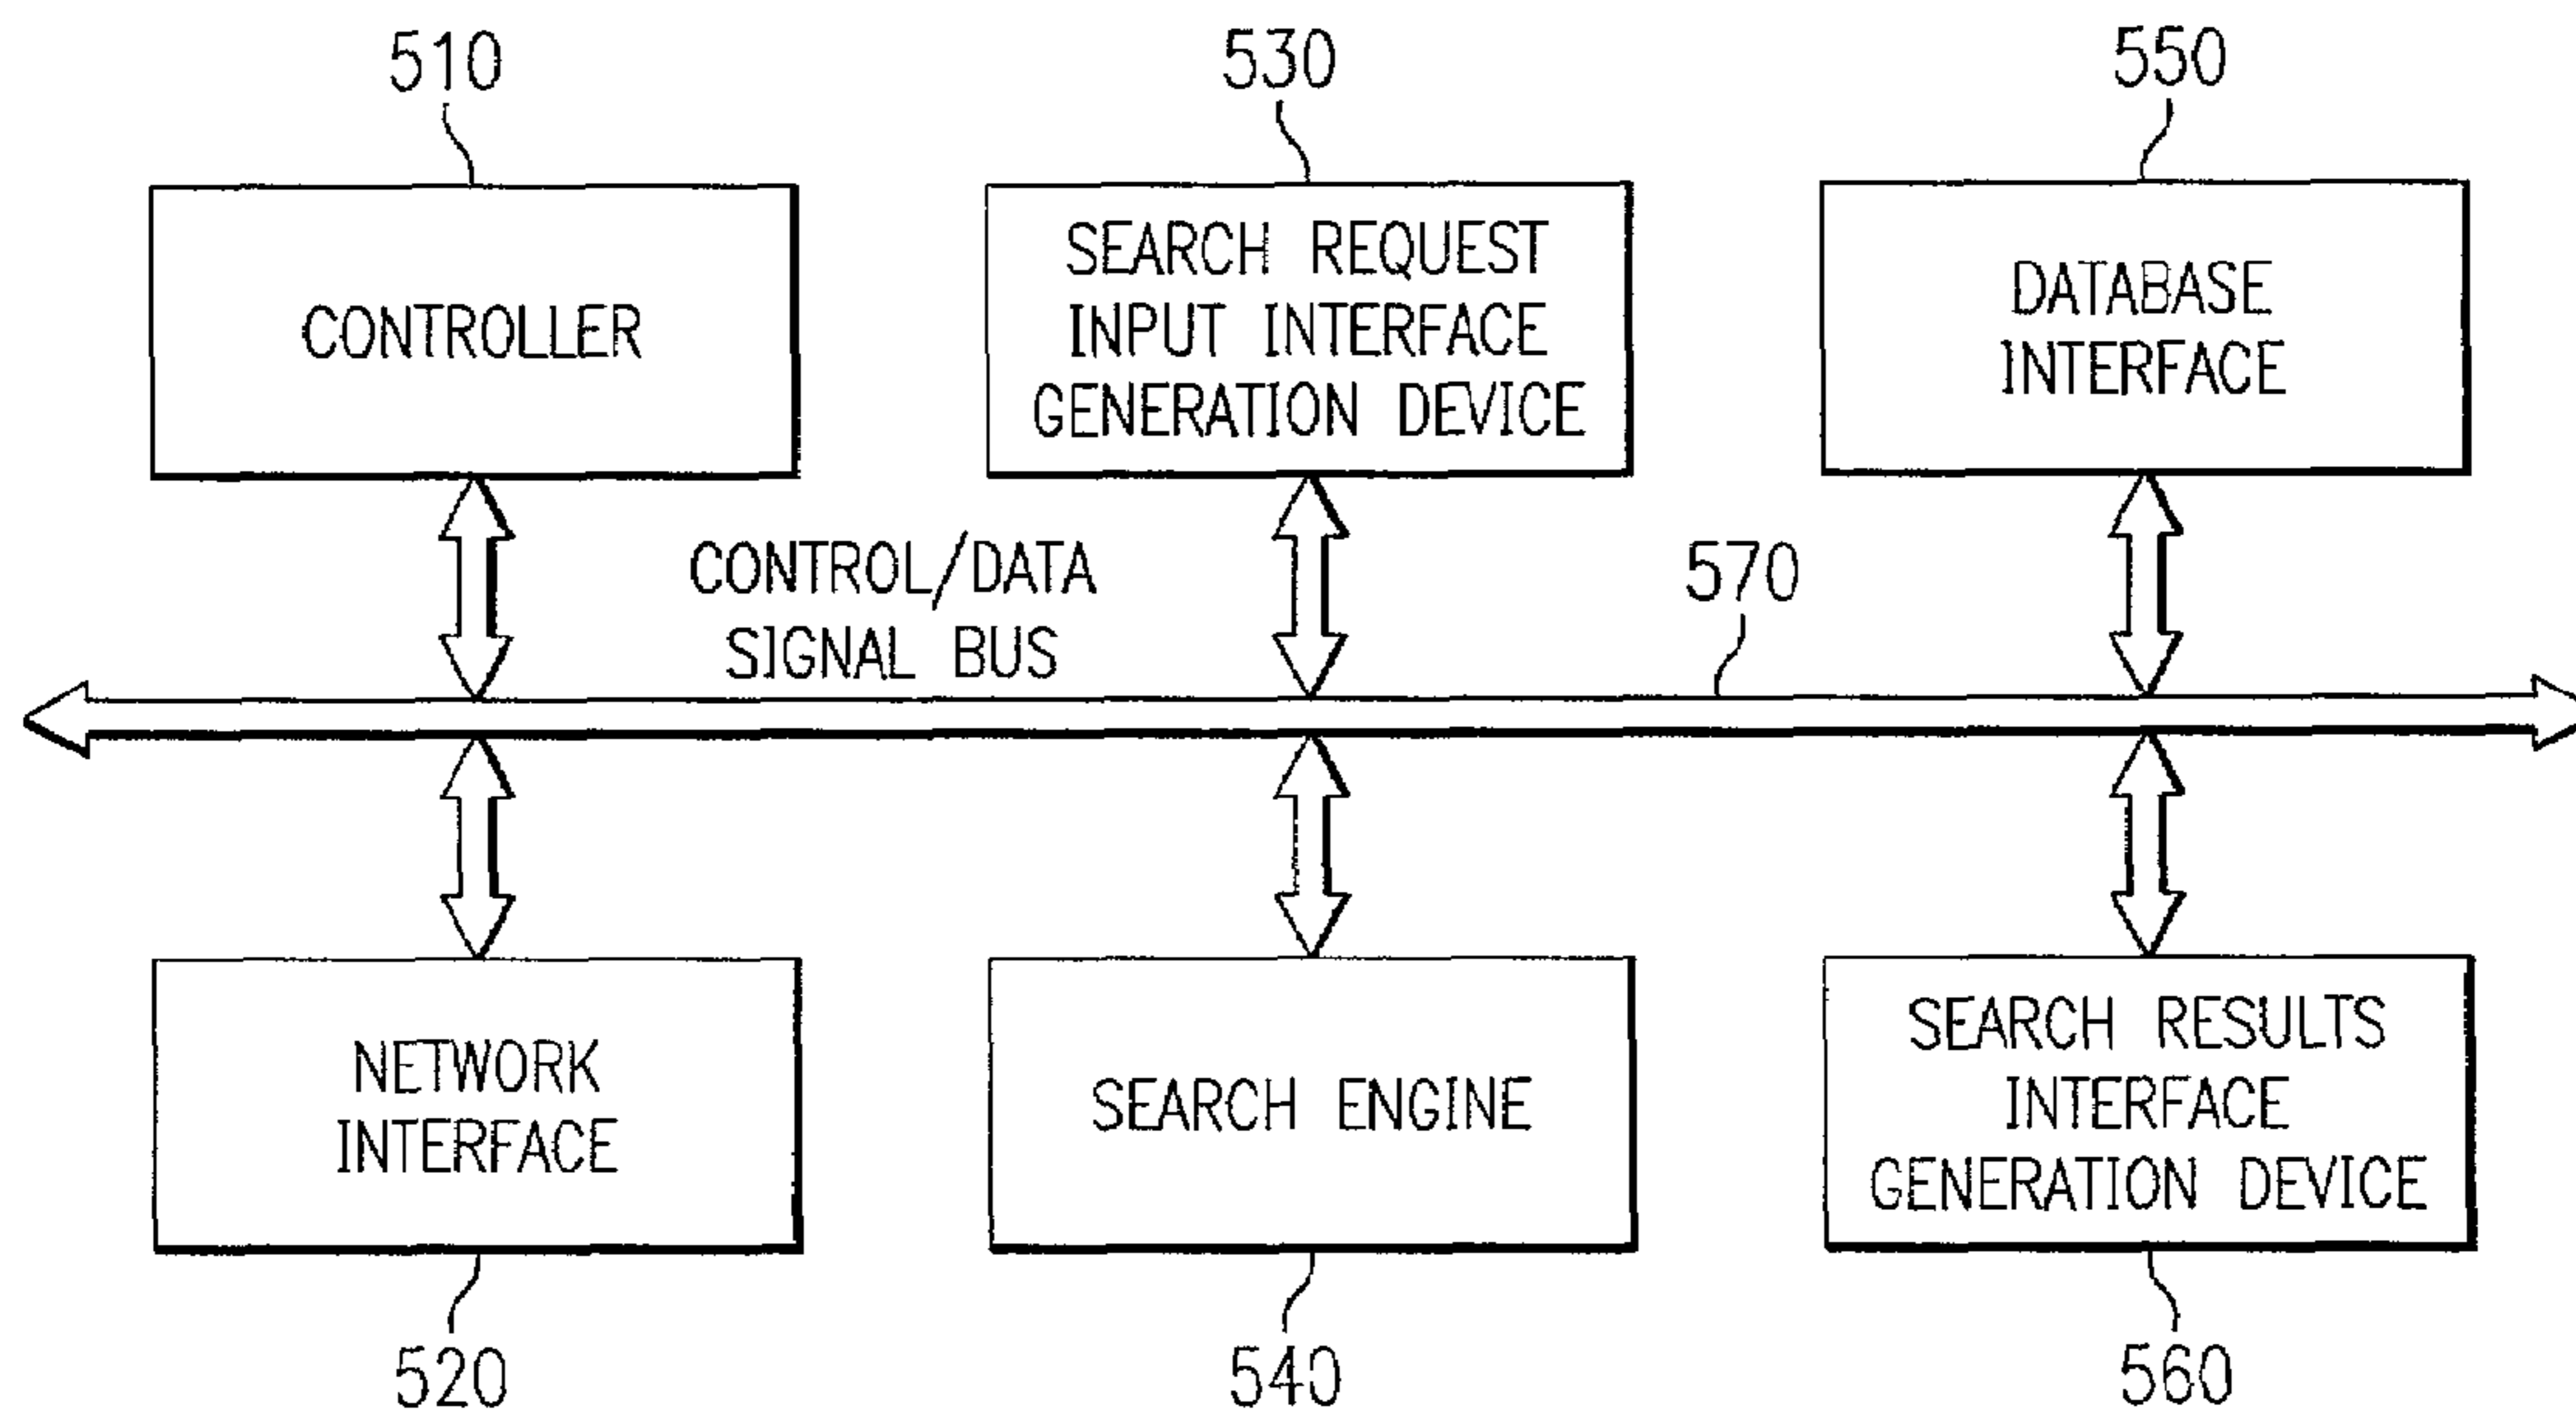 510
530
550
CONTROLLER
SEARCH REQUEST
INPUT INTERFACE
GENERATION DEVICE
DATABASE
INTERFACE
CONTROL/DATA
SIGNAL BUS
570
NETWORK
INTERFACE
SEARCH ENGINE
SEARCH RESULTS
INTERFACE
GENERATION DEVICE
520
540
560